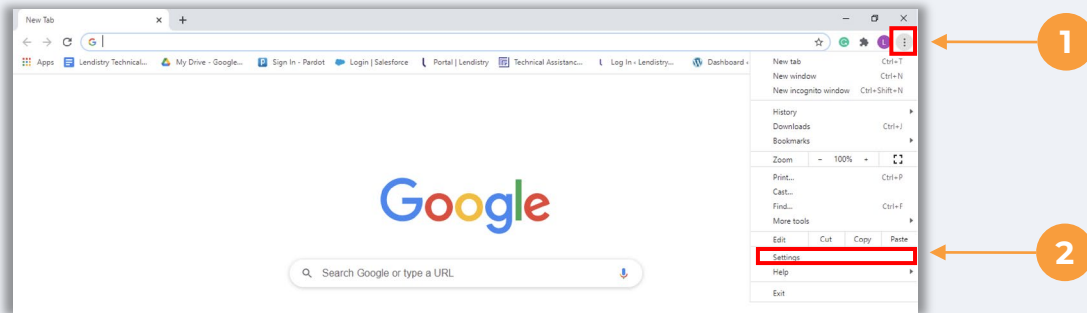 New Tab
1
Apps Lendistry Technical... My Drive - Google... Sign In - Pardot Login | Salesforce Portal | Lendistry Technical Assistanc... Log In ‹ Lendistry... Dashboard ‹
New tab Ctrl+T
New window Ctrl+N
New incognito window Ctrl+Shift+N
History
Downloads Ctrl+J
Bookmarks
Zoom - 100% +
Print... Ctrl+P
Cast...
Find... Ctrl+F
More tools
Edit Cut Copy Paste
Settings
2
Help
Exit
Google
Search Google or type a URL